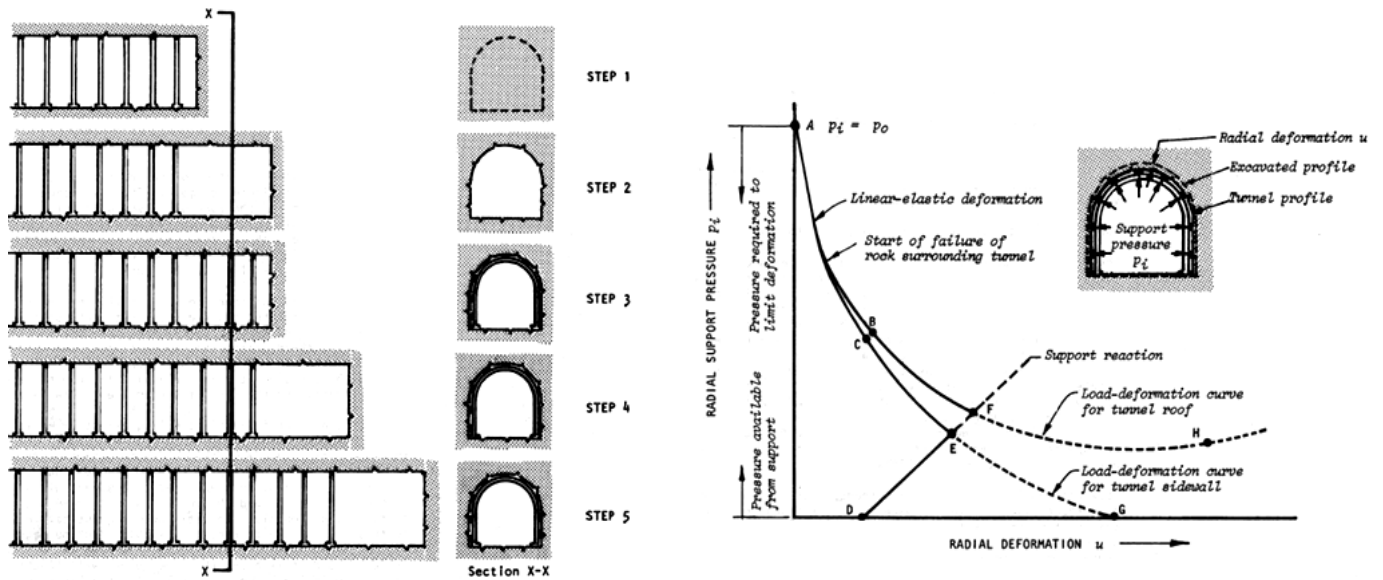 X
STEP 1
STEP 2
STEP 3
STEP 4
STEP 5
X
Section X-X
RADIAL SUPPORT PRESSURE pi
Pressure required to
limit deformation
Pressure available
from support
A pi = po
Linear-elastic deformation
Start of failure of
rock surrounding tunnel
B
C
D
E
F
G
H
Support reaction
Load-deformation curve
for tunnel roof
Load-deformation curve
for tunnel sidewall
RADIAL DEFORMATION u
Radial deformation u
Excavated profile
Tunnel profile
Support
pressure
pi